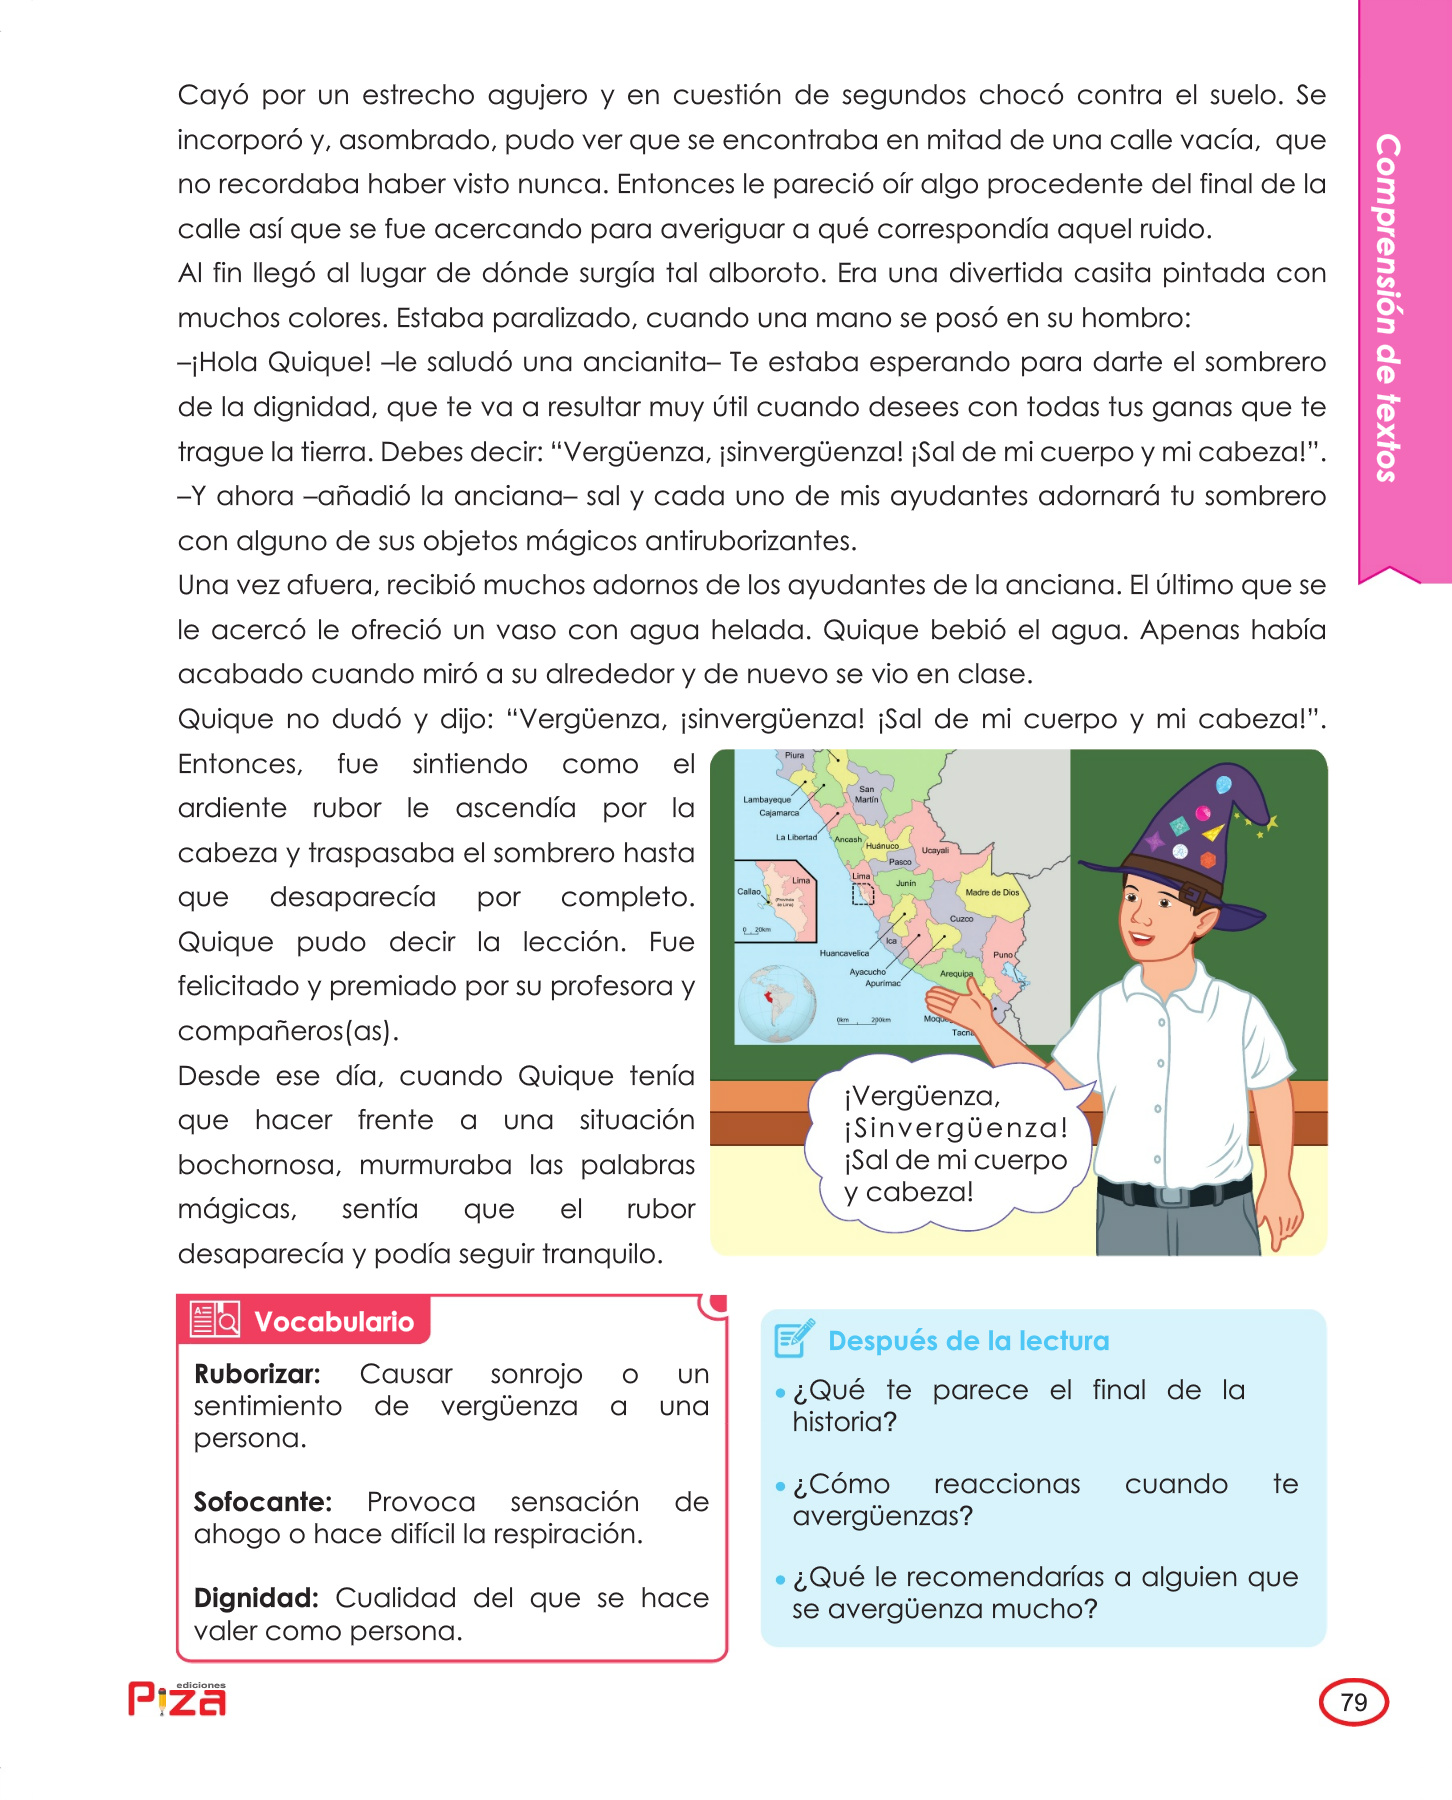 Cayó por un estrecho agujero y en cuestión de segundos chocó contra el suelo. Se
incorporó y, asombrado, pudo ver que se encontraba en mitad de una calle vacía, que
no recordaba haber visto nunca. Entonces le pareció oír algo procedente del final de la
calle así que se fue acercando para averiguar a qué correspondía aquel ruido.
Al fin llegó al lugar de dónde surgía tal alboroto. Era una divertida casita pintada con
muchos colores. Estaba paralizado, cuando una mano se posó en su hombro:
–¡Hola Quique! –le saludó una ancianita– Te estaba esperando para darte el sombrero
de la dignidad, que te va a resultar muy útil cuando desees con todas tus ganas que te
trague la tierra. Debes decir: “Vergüenza, ¡sinvergüenza! ¡Sal de mi cuerpo y mi cabeza!”.
–Y ahora –añadió la anciana– sal y cada uno de mis ayudantes adornará tu sombrero
con alguno de sus objetos mágicos antiruborizantes.
Una vez afuera, recibió muchos adornos de los ayudantes de la anciana. El último que se
le acercó le ofreció un vaso con agua helada. Quique bebió el agua. Apenas había
acabado cuando miró a su alrededor y de nuevo se vio en clase.
Quique no dudó y dijo: “Vergüenza, ¡sinvergüenza! ¡Sal de mi cuerpo y mi cabeza!”.
Entonces, fue sintiendo como el
ardiente rubor le ascendía por la
cabeza y traspasaba el sombrero hasta
que desaparecía por completo.
Quique pudo decir la lección. Fue
felicitado y premiado por su profesora y
compañeros(as).
Desde ese día, cuando Quique tenía
que hacer frente a una situación
bochornosa, murmuraba las palabras
mágicas, sentía que el rubor
desaparecía y podía seguir tranquilo.
Piura
San
Martín
Lambayeque
Cajamarca
La Libertad
Ancash
Huánuco
Ucayali
Pasco
Lima
Lima
Junín
Callao
(Provincia
de Lima)
Madre de Dios
Cuzco
0 20km
Ica
Huancavelica
Puno
Ayacucho
Arequipa
Apurimac
0km 200km
Moque
Tacna
¡Vergüenza,
¡Sinvergüenza!
¡Sal de mi cuerpo
y cabeza!
Comprensión de textos
Vocabulario
Ruborizar: Causar sonrojo o un
sentimiento de vergüenza a una
persona.
Sofocante: Provoca sensación de
ahogo o hace difícil la respiración.
Dignidad: Cualidad del que se hace
valer como persona.
Después de la lectura
• ¿Qué te parece el final de la
historia?
• ¿Cómo reaccionas cuando te
avergüenzas?
• ¿Qué le recomendarías a alguien que
se avergüenza mucho?
ediciones
Piza
79